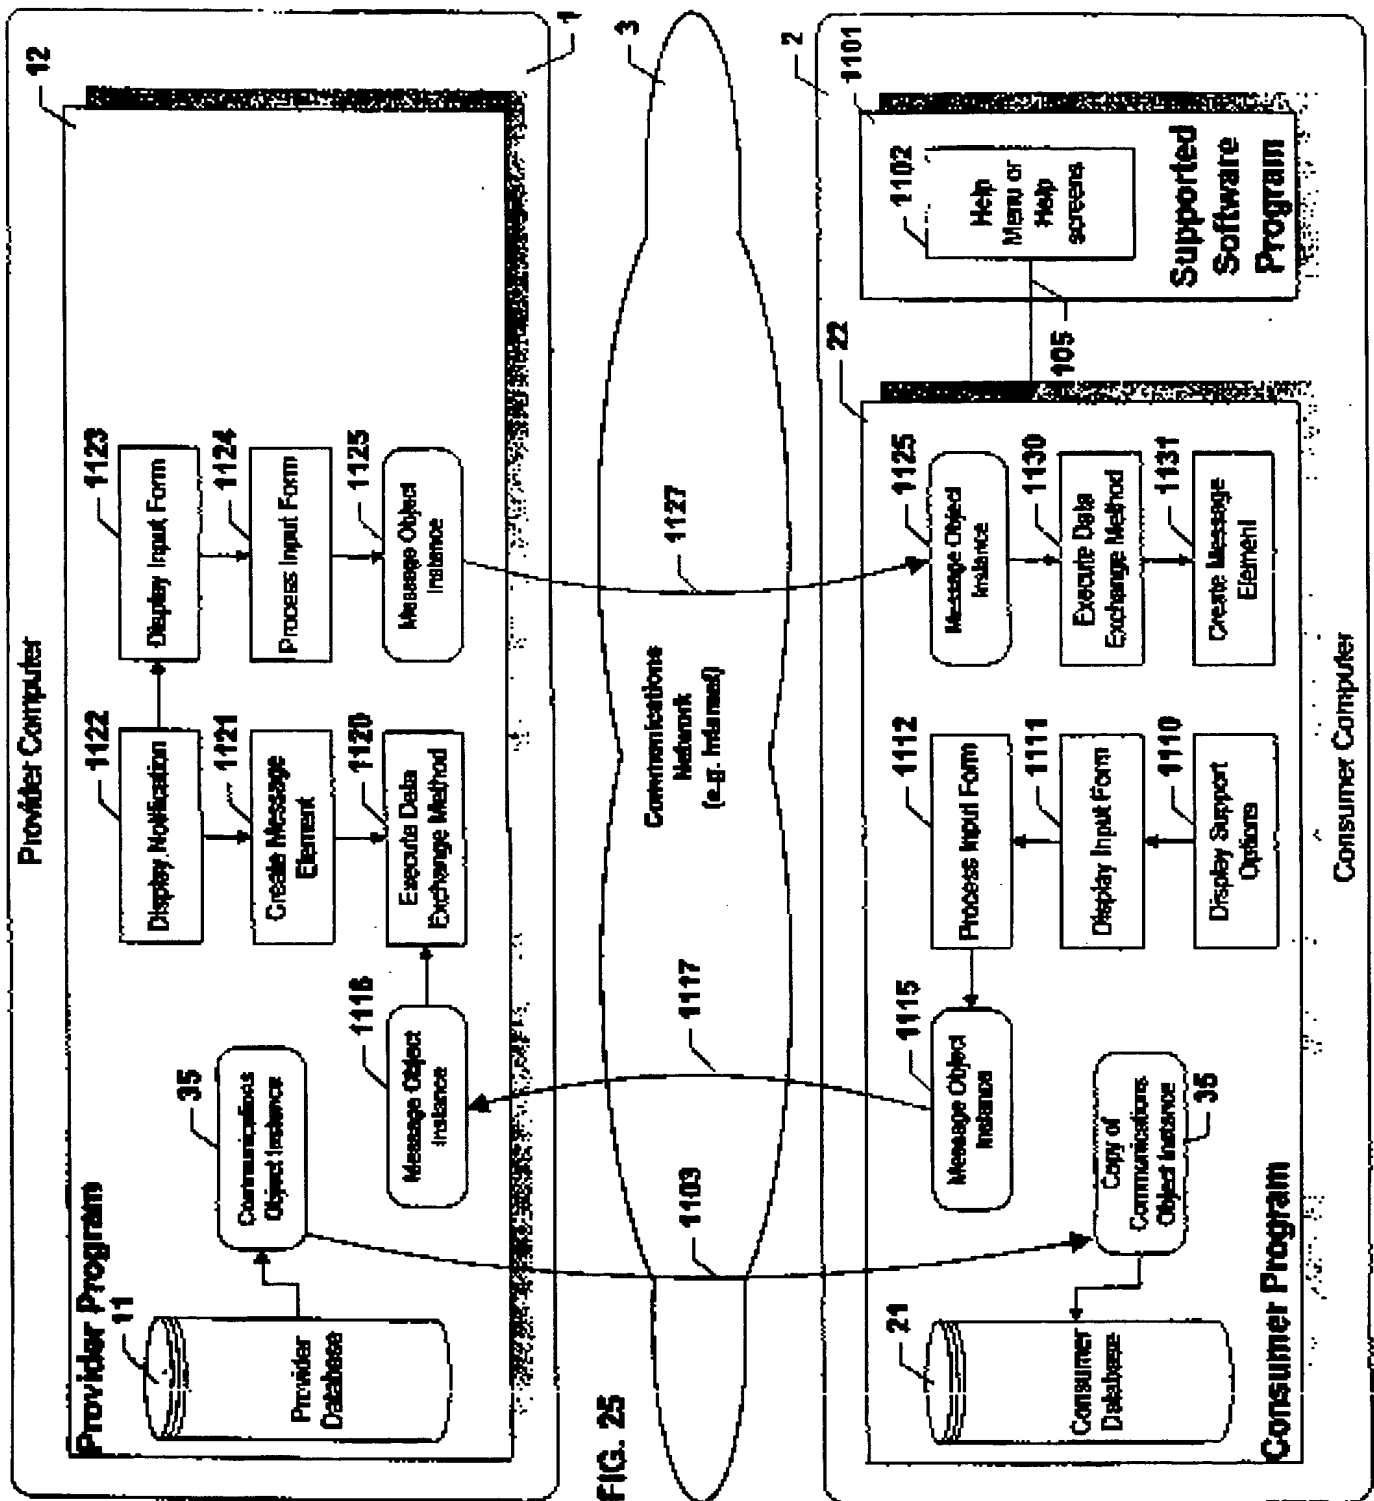 Provider Computer
Provider Program
12
11
Provider
Database
35
Communications
Object Instance
1118
Message Object
Instance
1122
Display Notification
1121
Create Message
Element
1120
Execute Data
Exchange Method
1123
Display Input Form
1124
Process Input Form
1125
Message Object
Instance
1
FIG. 25
3
Communications
Network
(e.g. Internet)
1103
1117
1127
2
22
21
Consumer
Database
35
Copy of
Communications
Object Instance
1115
Message Object
Instance
1112
Process Input Form
1111
Display Input Form
1110
Display Support
Options
1125
Message Object
Instance
1130
Execute Data
Exchange Method
1131
Create Message
Element
105
1101
1102
Help
Menu or
Help
screens
Supported
Software
Program
Consumer Program
Consumer Computer